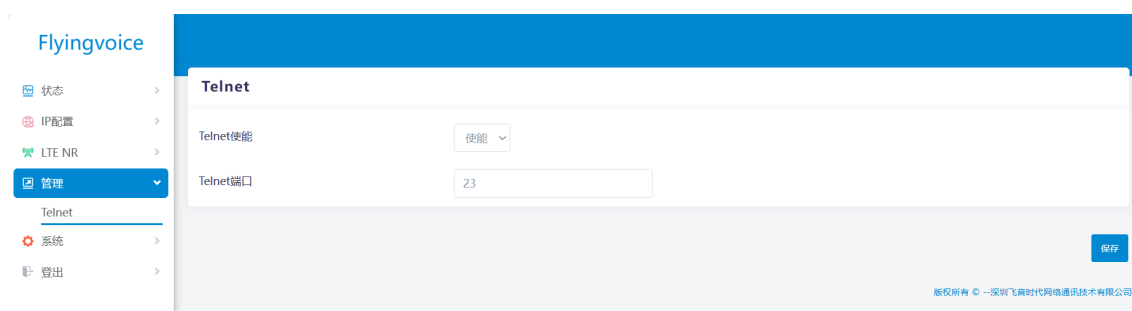 Flyingvoice
状态
IP配置
LTE NR
管理
Telnet
系统
登出
Telnet
Telnet使能
使能
Telnet端口
23
保存
版权所有 © --深圳飞音时代网络通讯技术有限公司